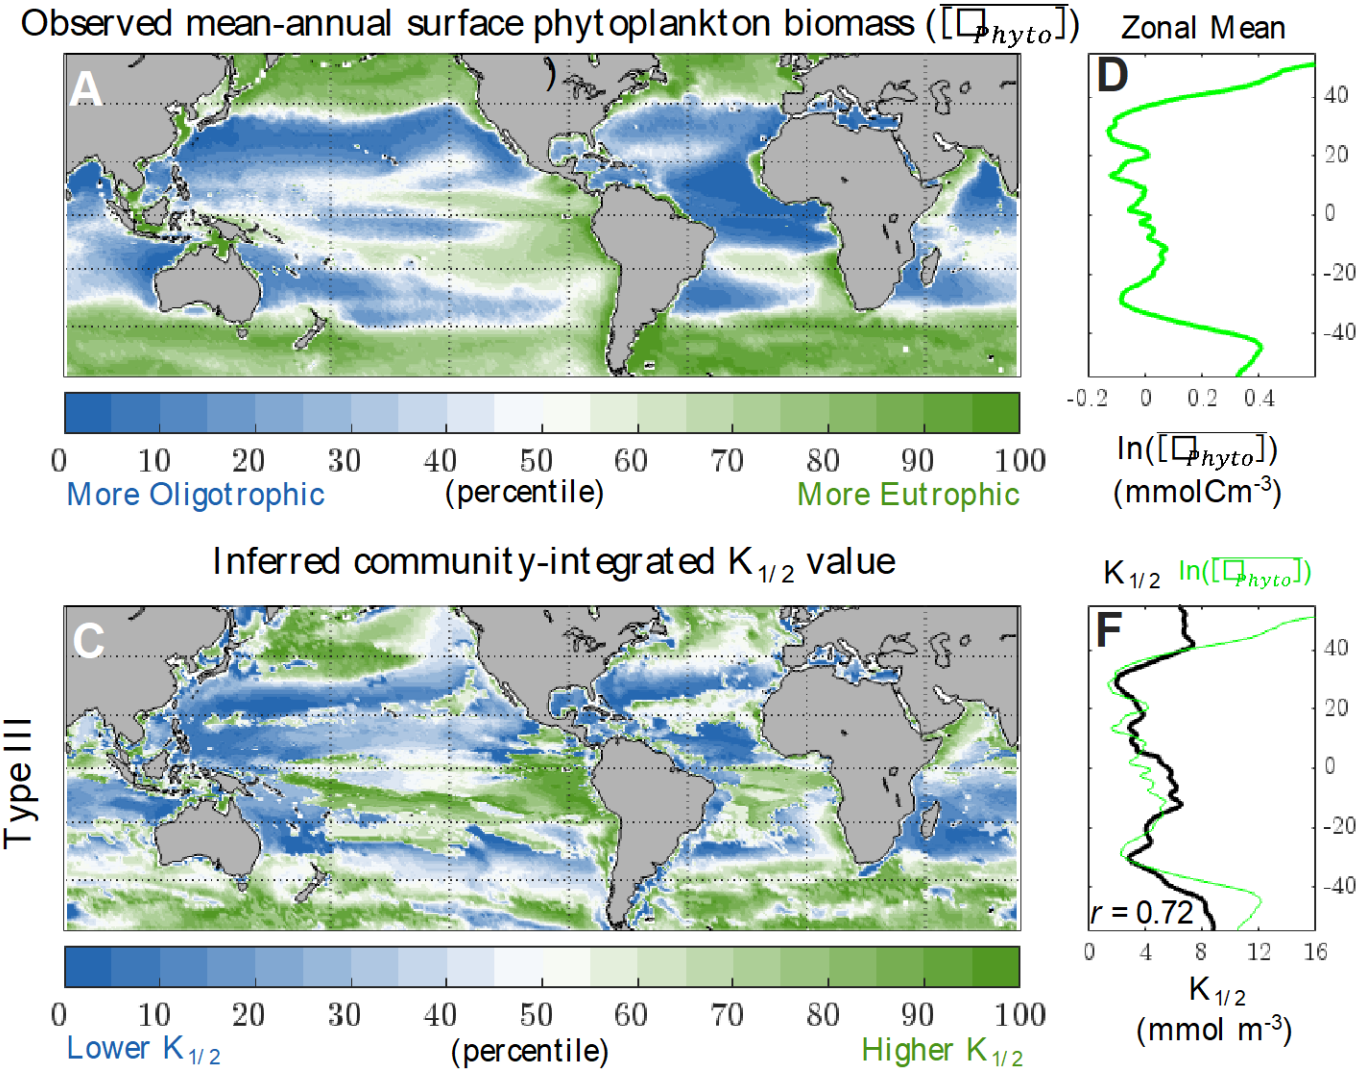 Observed mean-annual surface phytoplankton biomass ([□Phyto])
Zonal Mean
A
)
D
40
20
0
-20
-40
-0.2 0 0.2 0.4
ln([□Phyto])
(mmolCm-3)
0 10 20 30 40 50 60 70 80 90 100
More Oligotrophic
(percentile)
More Eutrophic
Inferred community-integrated K1/2 value
K1/2 ln([□Phyto])
Type III
C
F
40
20
0
-20
-40
r = 0.72
0 4 8 12 16
K1/2
(mmol m-3)
0 10 20 30 40 50 60 70 80 90 100
Lower K1/2
(percentile)
Higher K1/2